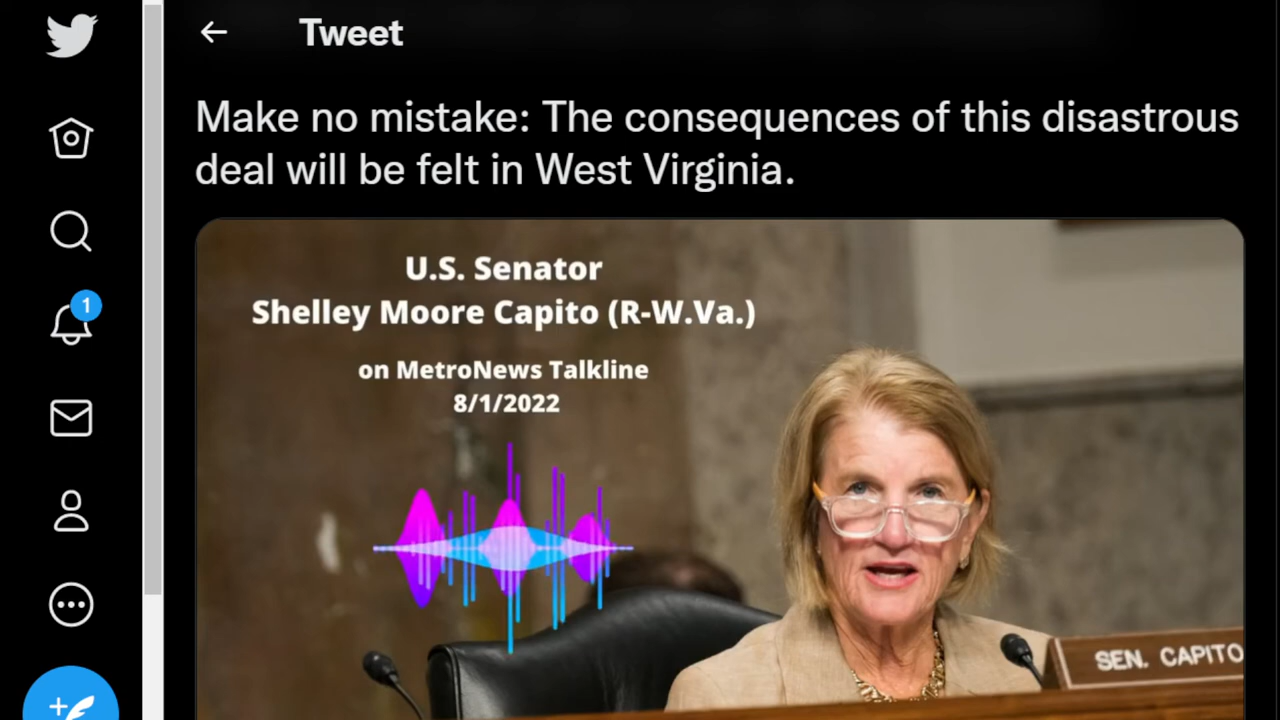 Tweet
1
Make no mistake: The consequences of this disastrous
deal will be felt in West Virginia.
U.S. Senator
Shelley Moore Capito (R-W.Va.)
on MetroNews Talkline
8/1/2022
SEN. CAPITO